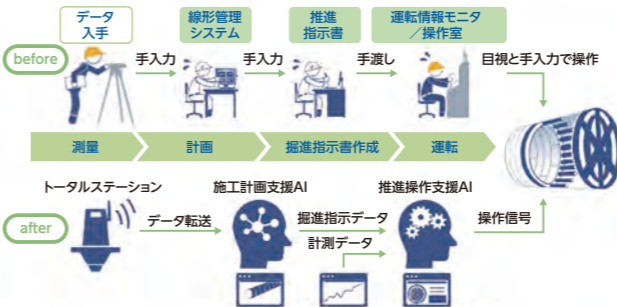 データ
入手
線形管理
システム
推進
指示書
運転情報モニタ
／操作室
before
手入力
手入力
手渡し
目視と手入力で操作
測量
計画
掘進指示書作成
運転
トータルステーション
施工計画支援AI
推進操作支援AI
after
データ転送
掘進指示データ
計測データ
操作信号